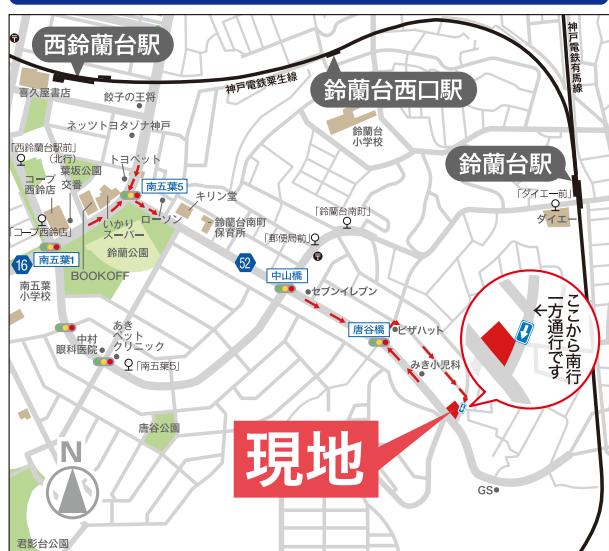 西鈴蘭台駅
神戸電鉄粟生線
鈴蘭台西口駅
神戸電鉄有馬線
喜久屋書店
餃子の王将
ネッツトヨタゾナ神戸
鈴蘭台
小学校
鈴蘭台駅
「西鈴蘭台駅前」
(北行)
葉坂公園
トヨペット
コープ
西鈴店
交番
南五葉5
キリン堂
「ダイエー前」
ダイエー
「コープ西鈴店」
いかり
スーパー
ローソン
鈴蘭台南町
保育所
「鈴蘭台南町」
「郵便局前」
鈴蘭公園
16
南五葉1
BOOKOFF
52
中山橋
南五葉
小学校
セブンイレブン
ここから南行
一方通行です
唐谷橋
ピザハット
あき
ペット
クリニック
中村
眼科医院
みき小児科
「南五葉5」
唐谷公園
現地
N
GS
君影台公園